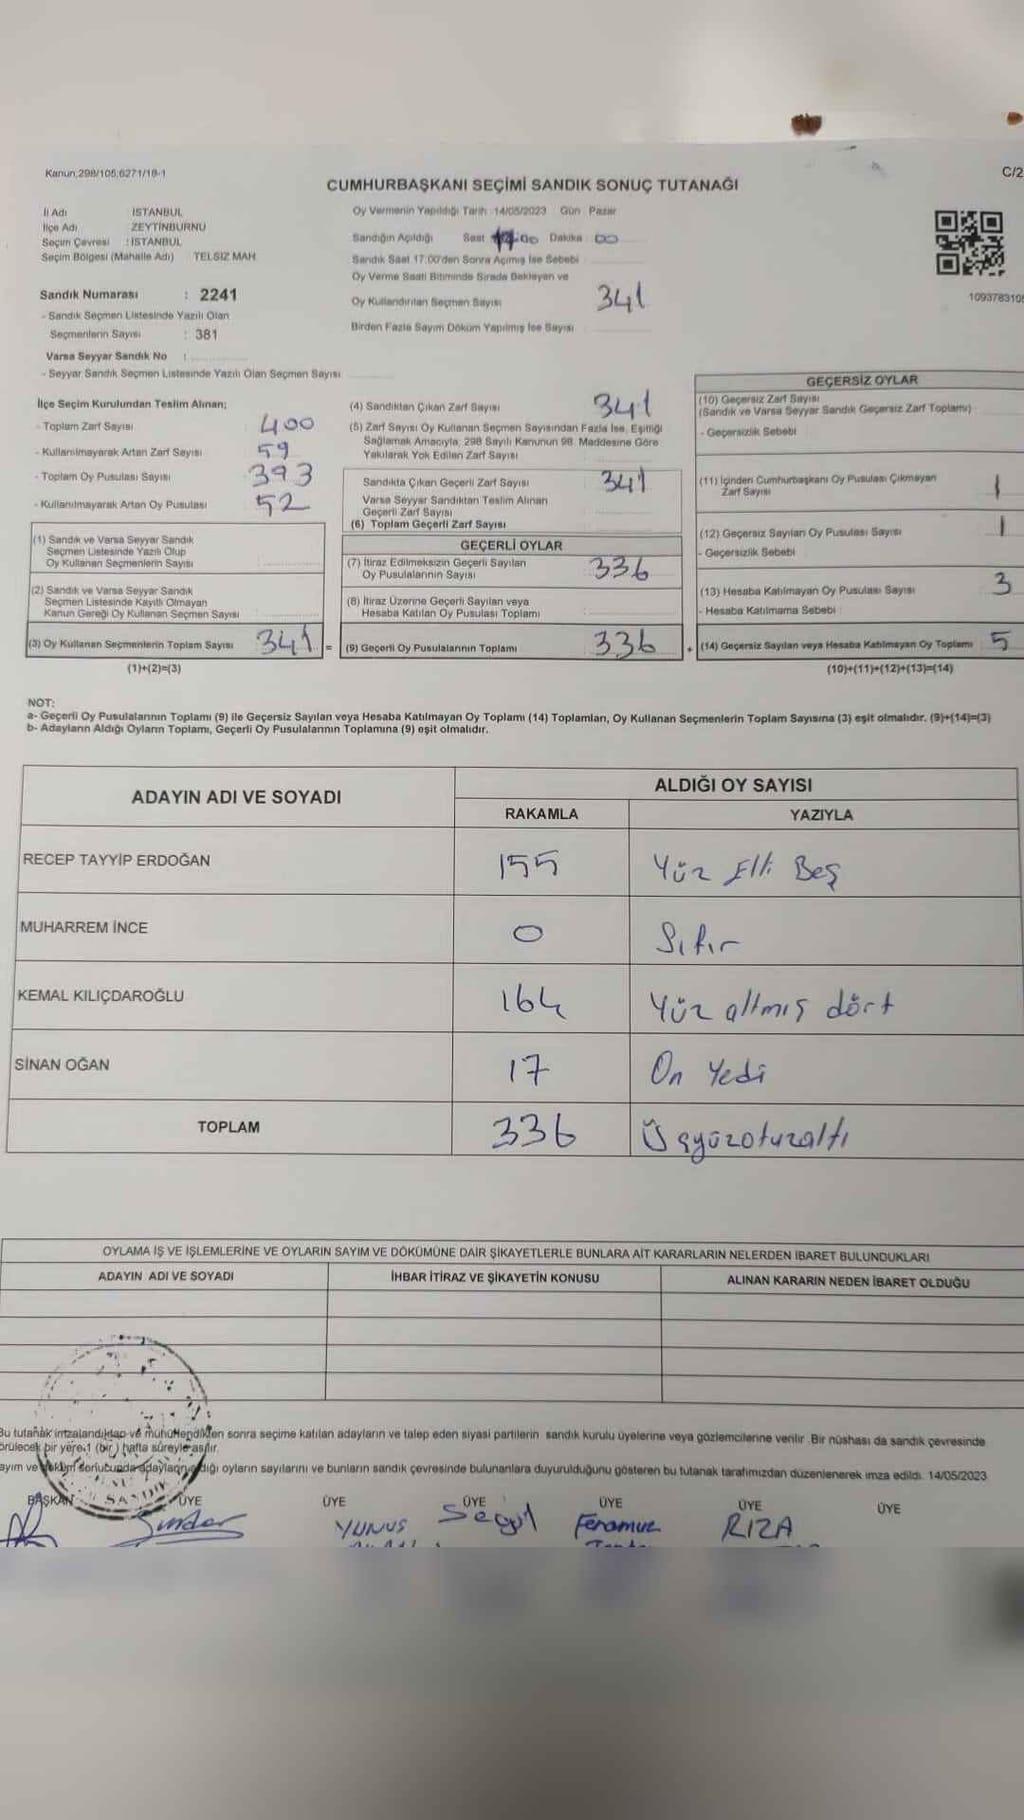 Kanun,298/105,6271/18-1
C/2
CUMHURBAŞKANI SEÇİMİ SANDIK SONUÇ TUTANAĞI
İl Adı İSTANBUL
İlçe Adı ZEYTİNBURNU
Seçim Çevresi : İSTANBUL
Seçim Bölgesi (Mahalle Adı) TELSİZ MAH.
Oy Vermenin Yapıldığı Tarih :14/05/2023 Gün Pazar
Sandığın Açıldığı Saat Dakika 00
Sandık Saat 17.00'den Sonra Açımış İse Sebebi
Oy Verme Saati Bitiminde Sırada Bekleyen ve
Oy Kullandırılan Seçmen Sayısı 341
Birden Fazla Sayım Döküm Yapılmış İse Sayısı
Sandık Numarası : 2241
- Sandık Seçmen Listesinde Yazılı Olan
Seçmenlerin Sayısı : 381
Varsa Seyyar Sandık No :
- Seyyar Sandık Seçmen Listesinde Yazılı Olan Seçmen Sayısı
İlçe Seçim Kurulundan Teslim Alınan;
- Toplam Zarf Sayısı 400
- Kullanılmayarak Artan Zarf Sayısı 59
- Toplam Oy Pusulası Sayısı 393
- Kullanılmayarak Artan Oy Pusulası 52
(1) Sandık ve Varsa Seyyar Sandık
Seçmen Listesinde Yazılı Olup
Oy Kullanan Seçmenlerin Sayısı
(2) Sandık ve Varsa Seyyar Sandık
Seçmen Listesinde Kayıtlı Olmayan
Kanun Gereği Oy Kullanan Seçmen Sayısı
(3) Oy Kullanan Seçmenlerin Toplam Sayısı 341 =
(1)+(2)=(3)
(4) Sandıktan Çıkan Zarf Sayısı 341
(5) Zarf Sayısı Oy Kullanan Seçmen Sayısından Fazla İse, Eşitliği
Sağlamak Amacıyla, 298 Sayılı Kanunun 98. Maddesine Göre
Yakılarak Yok Edilen Zarf Sayısı
Sandıkta Çıkan Geçerli Zarf Sayısı 341
Varsa Seyyar Sandıktan Teslim Alınan
Geçerli Zarf Sayısı
(6) Toplam Geçerli Zarf Sayısı
GEÇERLİ OYLAR
(7) İtiraz Edilmeksizin Geçerli Sayılan
Oy Pusulalarının Sayısı 336
(8) İtiraz Üzerine Geçerli Sayılan veya
Hesaba Katılan Oy Pusulası Toplamı
(9) Geçerli Oy Pusulalarının Toplamı 336 +
GEÇERSİZ OYLAR
(10) Geçersiz Zarf Sayısı
(Sandık ve Varsa Seyyar Sandık Geçersiz Zarf Toplamı)
- Geçersizlik Sebebi
(11) İçinden Cumhurbaşkanı Oy Pusulası Çıkmayan
Zarf Sayısı 1
(12) Geçersiz Sayılan Oy Pusulası Sayısı 1
- Geçersizlik Sebebi
(13) Hesaba Katılmayan Oy Pusulası Sayısı 3
- Hesaba Katılmama Sebebi :
(14) Geçersiz Sayılan veya Hesaba Katılmayan Oy Toplamı 5
(10)+(11)+(12)+(13)=(14)
NOT:
a- Geçerli Oy Pusulalarının Toplamı (9) ile Geçersiz Sayılan veya Hesaba Katılmayan Oy Toplamı (14) Toplamları, Oy Kullanan Seçmenlerin Toplam Sayısına (3) eşit olmalıdır. (9)+(14)=(3)
b- Adayların Aldığı Oyların Toplamı, Geçerli Oy Pusulalarının Toplamına (9) eşit olmalıdır.
ADAYIN ADI VE SOYADI ALDIĞI OY SAYISI
RAKAMLA YAZIYLA
RECEP TAYYİP ERDOĞAN 155 Yüz Elli Beş
MUHARREM İNCE 0 Sıfır
KEMAL KILIÇDAROĞLU 164 Yüz altmış dört
SİNAN OĞAN 17 On Yedi
TOPLAM 336 Üçyüzotuzaltı
OYLAMA İŞ VE İŞLEMLERİNE VE OYLARIN SAYIM VE DÖKÜMÜNE DAİR ŞİKAYETLERLE BUNLARA AİT KARARLARIN NELERDEN İBARET BULUNDUKLARI
ADAYIN ADI VE SOYADI İHBAR İTİRAZ VE ŞİKAYETİN KONUSU ALINAN KARARIN NEDEN İBARET OLDUĞU
Bu tutanak imzalandıktan ve mühürlendikten sonra seçime katılan adayların ve talep eden siyasi partilerin sandık kurulu üyelerine veya gözlemcilerine verilir. Bir nüshası da sandık çevresinde
bir yere 1 (bir) hafta süreyle asılır.
oyların sayılarını ve bunların sandık çevresinde bulunanlara duyurulduğunu gösteren bu tutanak tarafımızdan düzenlenerek imza edildi. 14/05/2023
BAŞKAN ÜYE ÜYE ÜYE ÜYE ÜYE ÜYE
YUNUS Feramuz RIZA